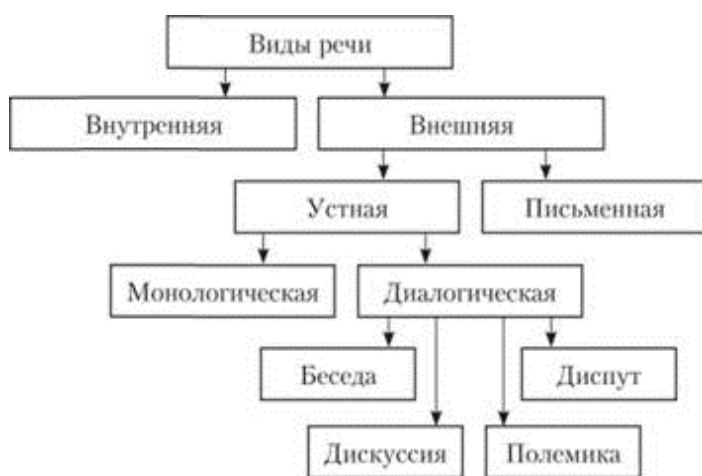 Виды речи
Внутренняя
Внешняя
Устная
Письменная
Монологическая
Диалогическая
Беседа
Диспут
Дискуссия
Полемика